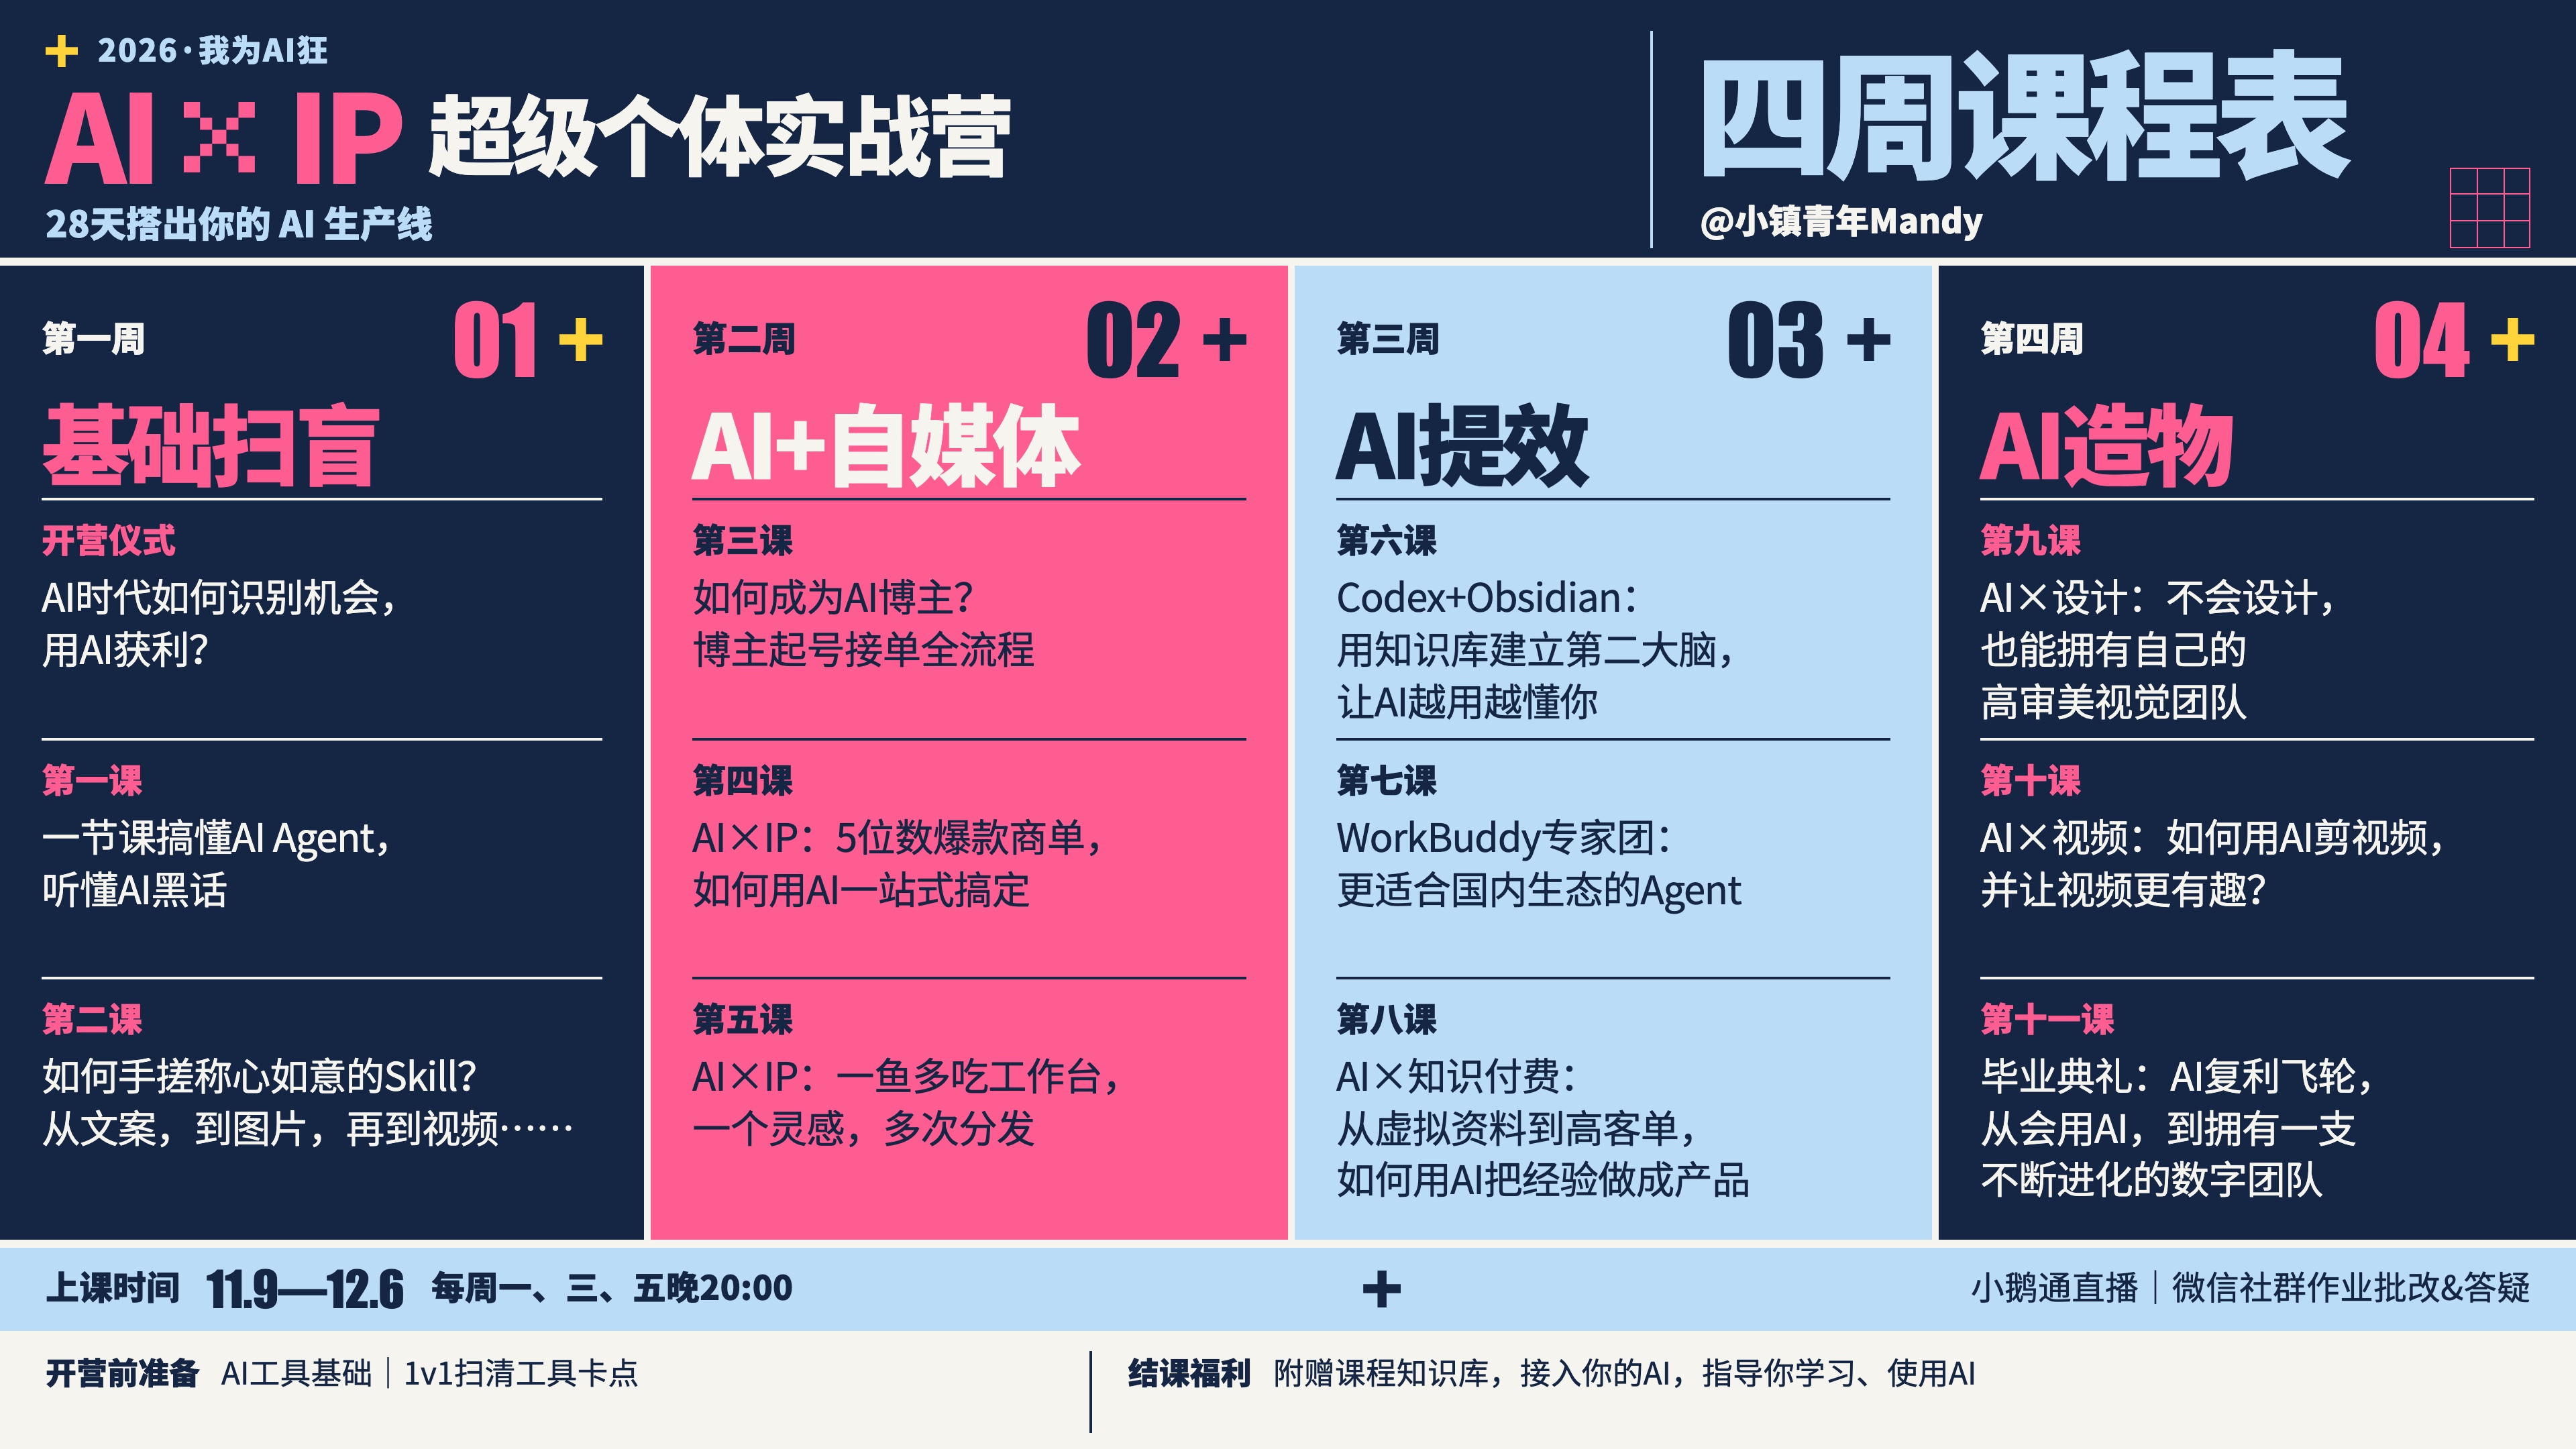 2026·我为AI狂
AI × IP 超级个体实战营
28天搭出你的 AI 生产线
四周课程表
@小镇青年Mandy
第一周 01 +
基础扫盲
开营仪式
AI时代如何识别机会，
用AI获利？
第一课
一节课搞懂AI Agent，
听懂AI黑话
第二课
如何手搓称心如意的Skill？
从文案，到图片，再到视频……
第二周 02 +
AI+自媒体
第三课
如何成为AI博主？
博主起号接单全流程
第四课
AI×IP：5位数爆款商单，
如何用AI一站式搞定
第五课
AI×IP：一鱼多吃工作台，
一个灵感，多次分发
第三周 03 +
AI提效
第六课
Codex+Obsidian：
用知识库建立第二大脑，
让AI越用越懂你
第七课
WorkBuddy专家团：
更适合国内生态的Agent
第八课
AI×知识付费：
从虚拟资料到高客单，
如何用AI把经验做成产品
第四周 04 +
AI造物
第九课
AI×设计：不会设计，
也能拥有自己的
高审美视觉团队
第十课
AI×视频：如何用AI剪视频，
并让视频更有趣？
第十一课
毕业典礼：AI复利飞轮，
从会用AI，到拥有一支
不断进化的数字团队
上课时间 11.9—12.6 每周一、三、五晚20:00 + 小鹅通直播｜微信社群作业批改&答疑
开营前准备 AI工具基础｜1v1扫清工具卡点
结课福利 附赠课程知识库，接入你的AI，指导你学习、使用AI